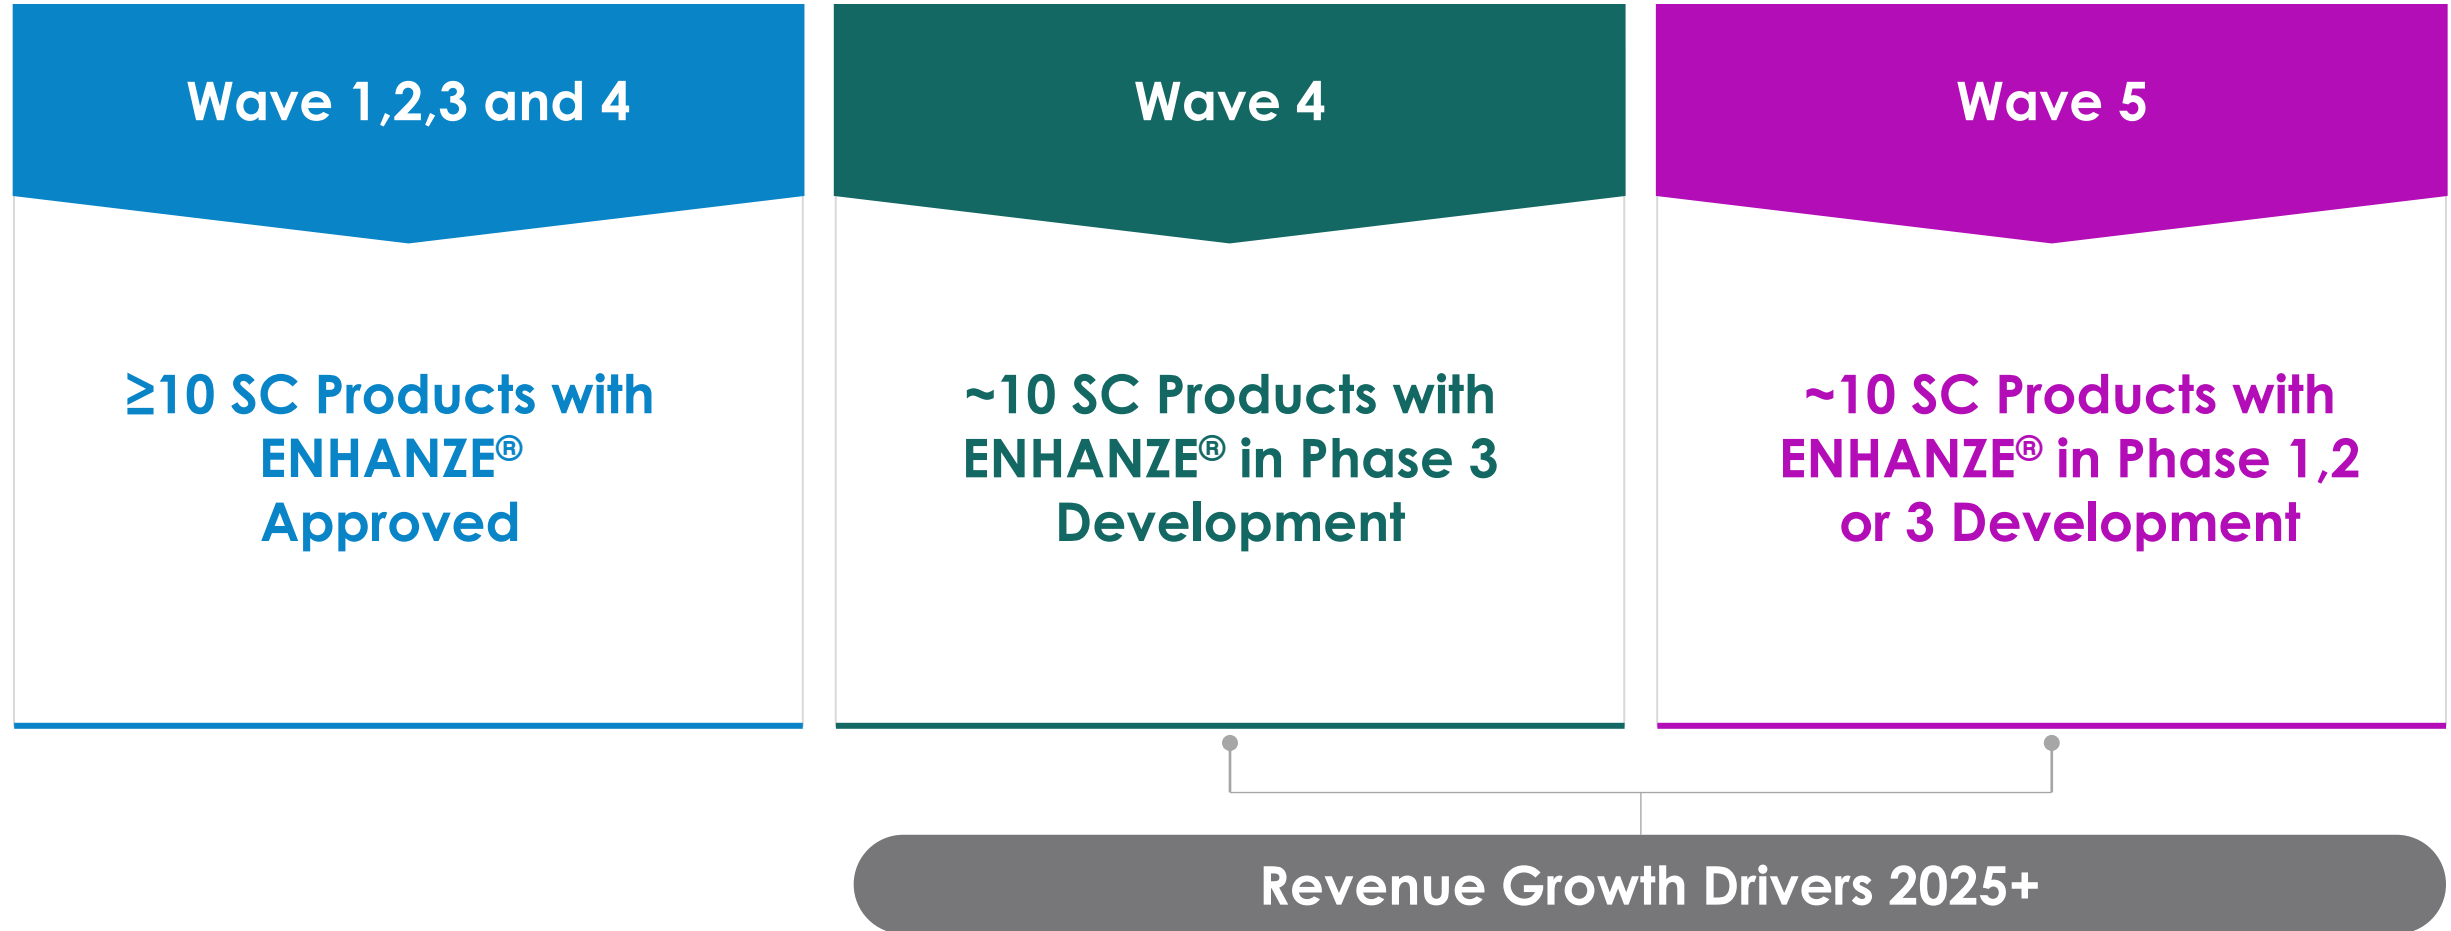 Wave 1,2,3 and 4
≥10 SC Products with
ENHANZE®
Approved
Wave 4
~10 SC Products with
ENHANZE® in Phase 3
Development
Wave 5
~10 SC Products with
ENHANZE® in Phase 1,2
or 3 Development
Revenue Growth Drivers 2025+